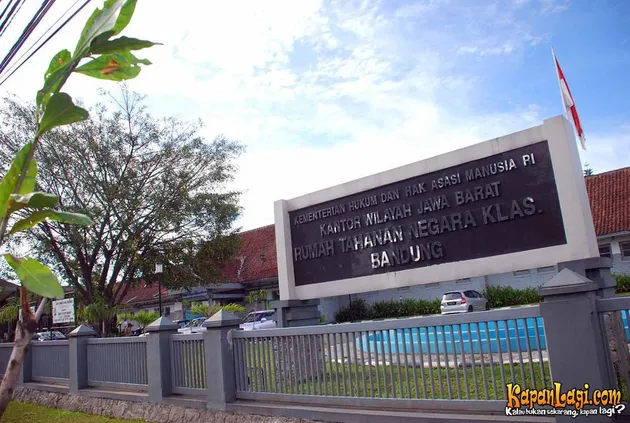 KEMENTERIAN HUKUM DAN HAK ASASI MANUSIA RI
KANTOR WILAYAH JAWA BARAT
RUMAH TAHANAN NEGARA KLAS.
BANDUNG
KapanLagi.com
Kalau bukan sekarang, kapan lagi?